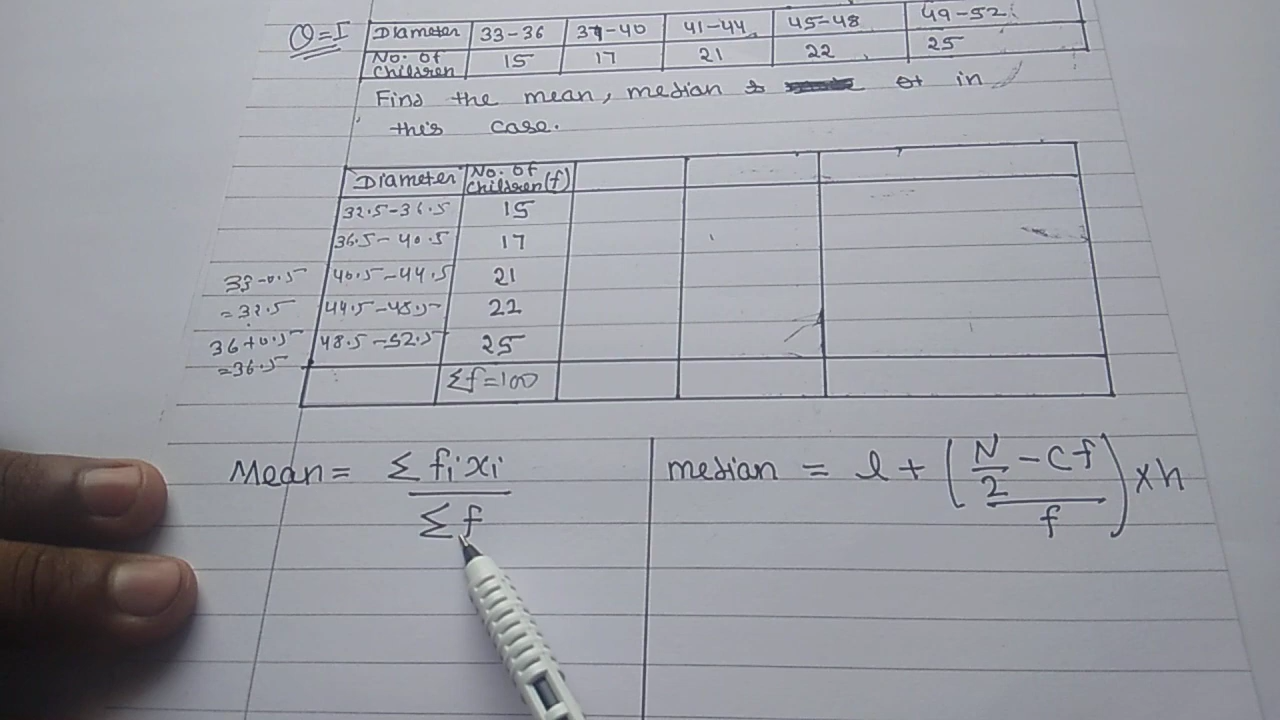 Q=I
Diameter 33-36 37-40 41-44 45-48 49-52
No. of Children 15 17 21 22 25
Find the mean, median in
this case.
Diameter No. of Children (f)
32.5-36.5 15
36.5-40.5 17
33-0.5 40.5-44.5 21
=32.5 44.5-48.5 22
36+0.5 48.5-52.5 25
=36.5
Σf=100
Mean = Σ fixi / Σ f
median = l + (N/2 - Cf / f) × h